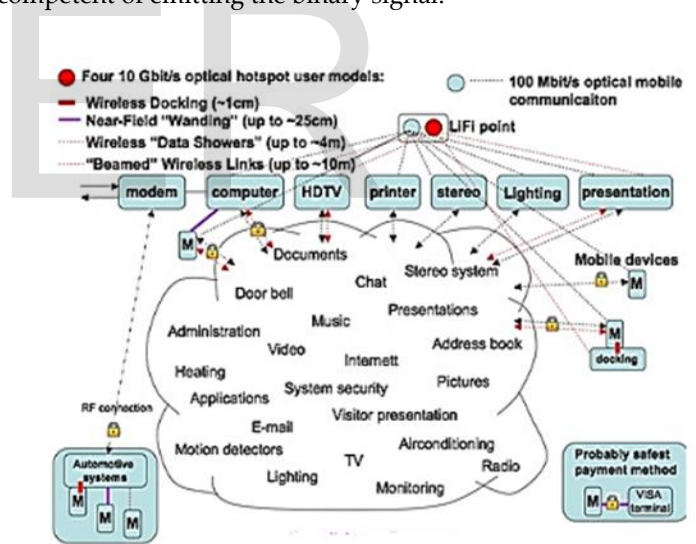 competent of emitting the binary signal.
ER
Four 10 Gbit/s optical hotspot user models:
Wireless Docking (~1cm)
Near-Field "Wanding" (up to ~25cm)
Wireless "Data Showers" (up to ~4m)
"Beamed" Wireless Links (up to ~10m)
100 Mbit/s optical mobile
communicaiton
LiFi point
modem
computer
HDTV
printer
stereo
Lighting
presentation
M
Documents
Chat
Stereo system
Mobile devices
M
Door bell
Music
Presentations
Administration
Video
Internett
Address book
M
docking
Heating
System security
Pictures
Applications
Visitor presentation
RF connection
E-mail
Motion detectors
Airconditioning
TV
Radio
Lighting
Monitoring
Automotive
systems
M
M
M
Probably safest
payment method
M
VISA
terminal